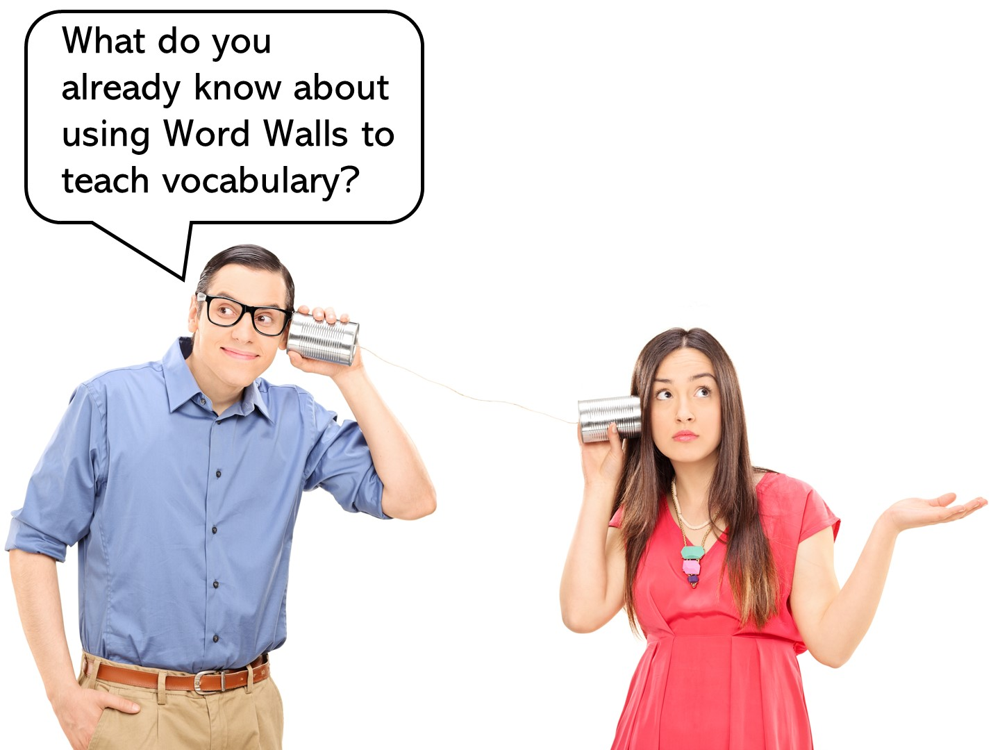 What do you
already know about
using Word Walls to
teach vocabulary?